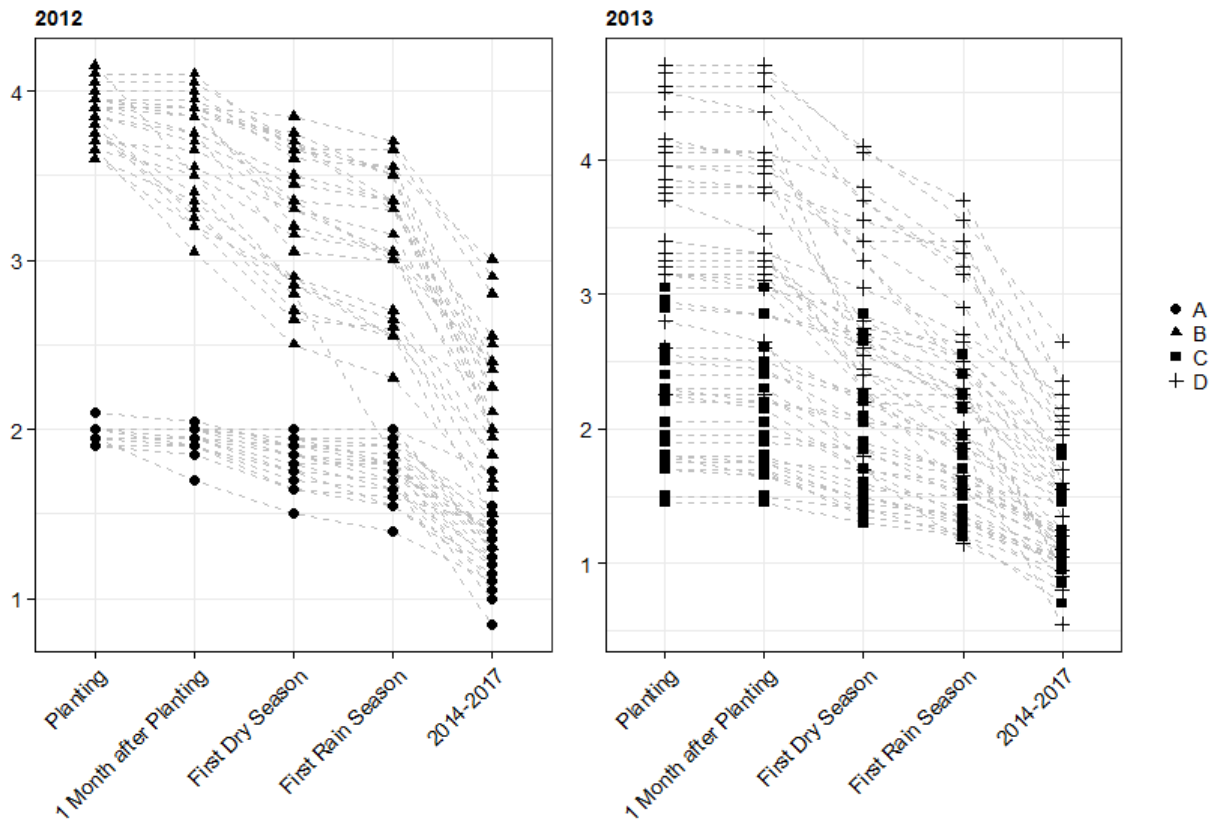 2012
4
3
2
1
Planting
1 Month after Planting
First Dry Season
First Rain Season
2014-2017
2013
4
3
2
1
Planting
1 Month after Planting
First Dry Season
First Rain Season
2014-2017
A
B
C
D